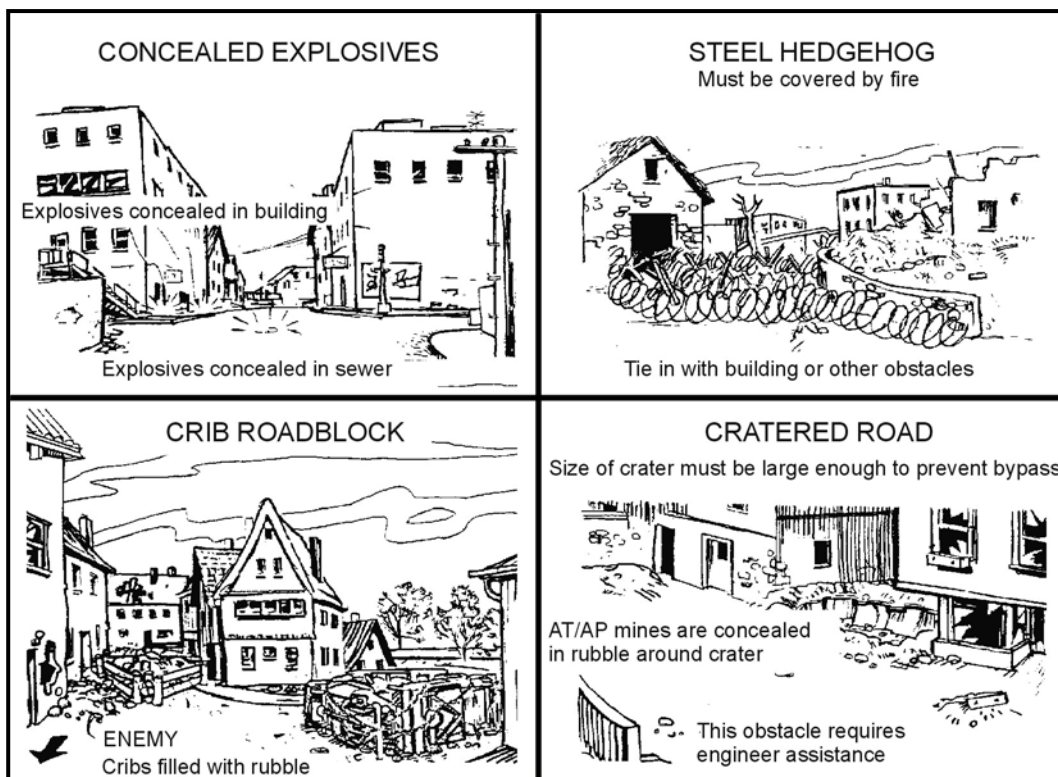 CONCEALED EXPLOSIVES
Explosives concealed in building
Explosives concealed in sewer
STEEL HEDGEHOG
Must be covered by fire
Tie in with building or other obstacles
CRIB ROADBLOCK
ENEMY
Cribs filled with rubble
CRATERED ROAD
Size of crater must be large enough to prevent bypass
AT/AP mines are concealed
in rubble around crater
This obstacle requires
engineer assistance